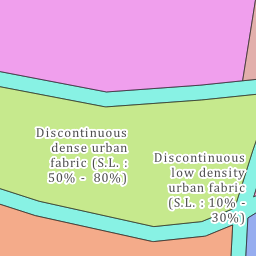 Discontinuous
dense urban
fabric (S.L. :
50% - 80%)
Discontinuous
low density
urban fabric
(S.L. : 10% -
30%)